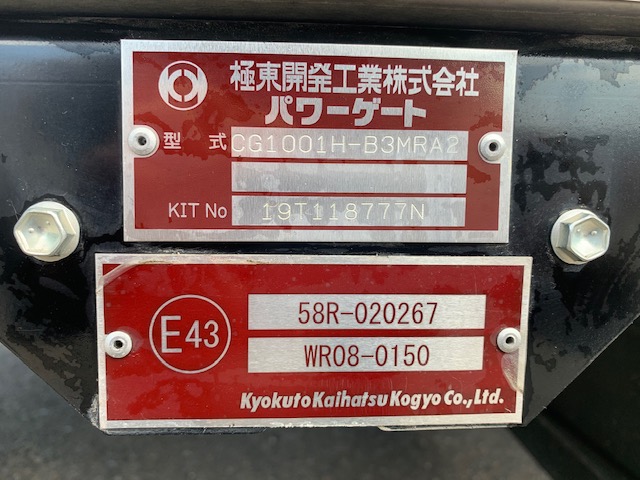 極東開発工業株式会社
パワーゲート
型 式 CG1001H-B3MRA2
KIT No 19T118777N
E43
58R-020267
WR08-0150
Kyokuto Kaihatsu Kogyo Co., Ltd.